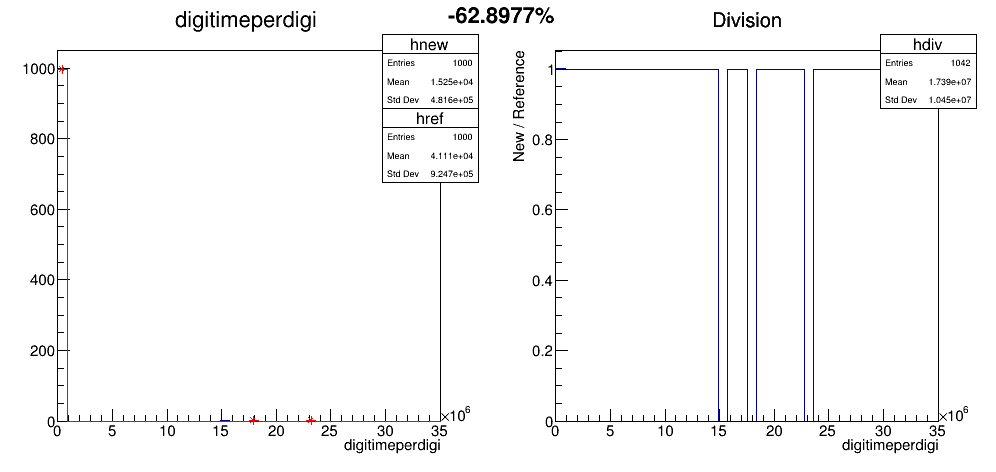 digitimeperdigi
-62.8977%
Division
hnew
Entries 1000
Mean 1.525e+04
Std Dev 4.816e+05
href
Entries 1000
Mean 4.111e+04
Std Dev 9.247e+05
1000
800
600
400
200
0
0 5 10 15 20 25 30 35
×10⁶
digitimeperdigi
hdiv
Entries 1042
Mean 1.739e+07
Std Dev 1.045e+07
New / Reference
1
0.8
0.6
0.4
0.2
0
0 5 10 15 20 25 30 35
×10⁶
digitimeperdigi